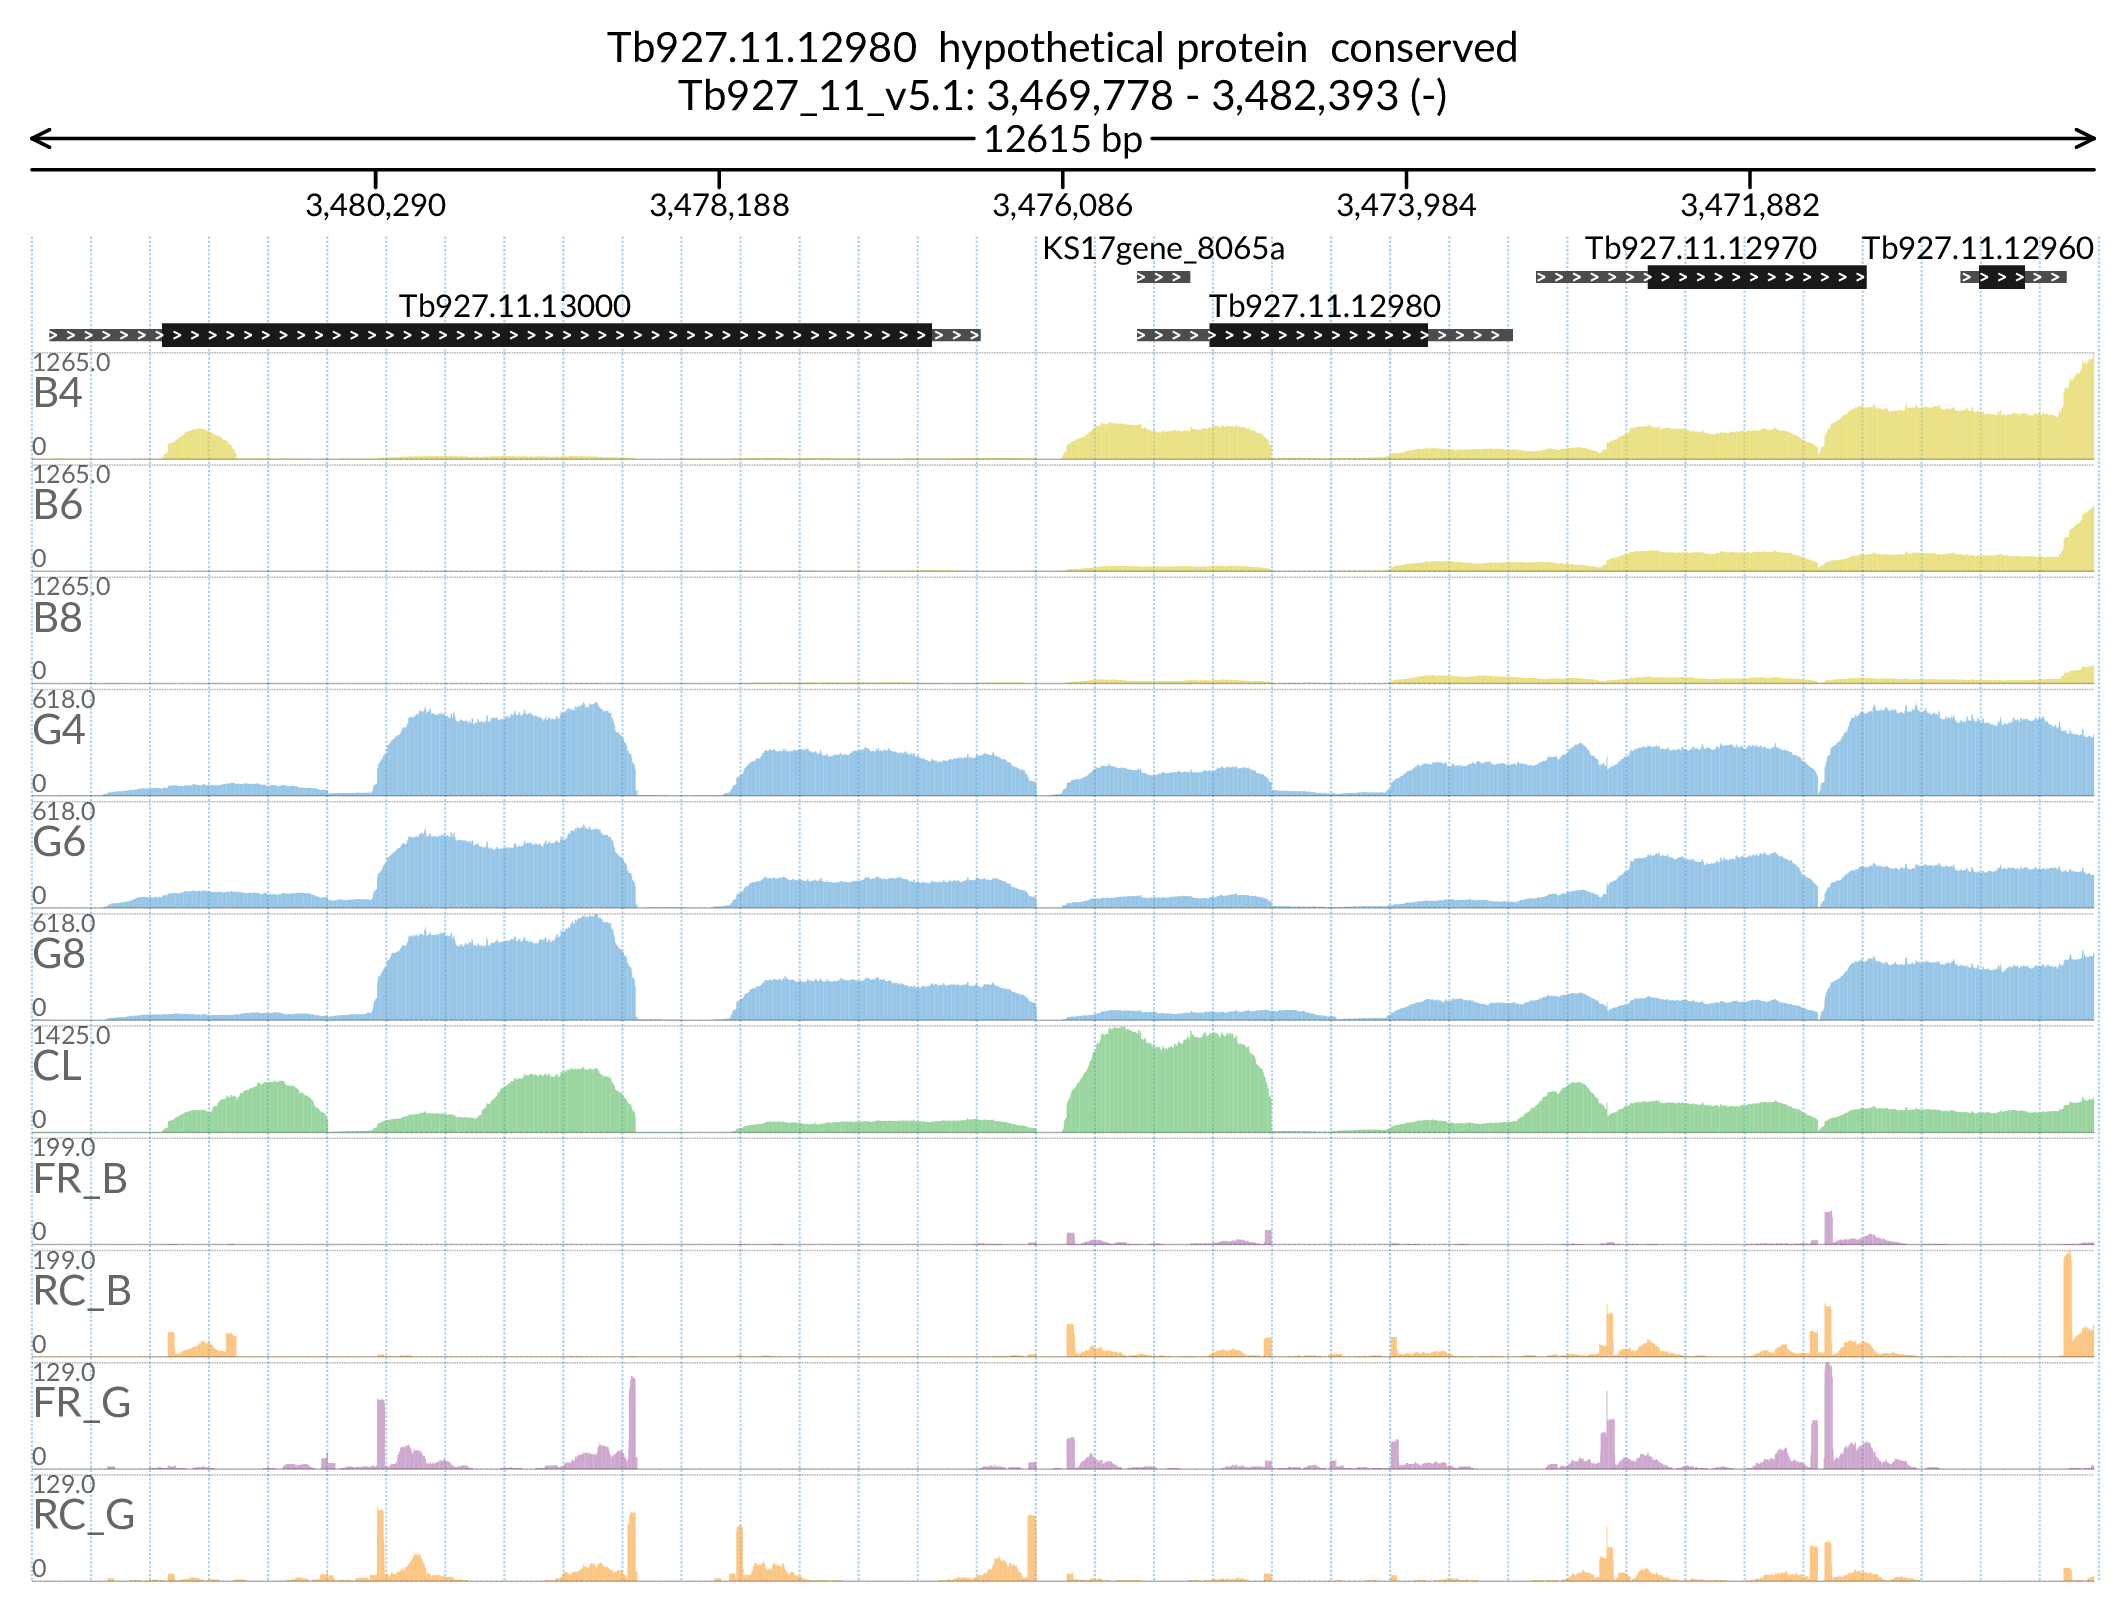 Tb927.11.12980  hypothetical protein  conserved
Tb927_11_v5.1: 3,469,778 - 3,482,393 (-)
12615 bp
3,480,290 3,478,188 3,476,086 3,473,984 3,471,882
KS17gene_8065a Tb927.11.12970 Tb927.11.12960
Tb927.11.13000 Tb927.11.12980
1265.0
B4
0
1265.0
B6
0
1265.0
B8
0
618.0
G4
0
618.0
G6
0
618.0
G8
0
1425.0
CL
0
199.0
FR_B
0
199.0
RC_B
0
129.0
FR_G
0
129.0
RC_G
0